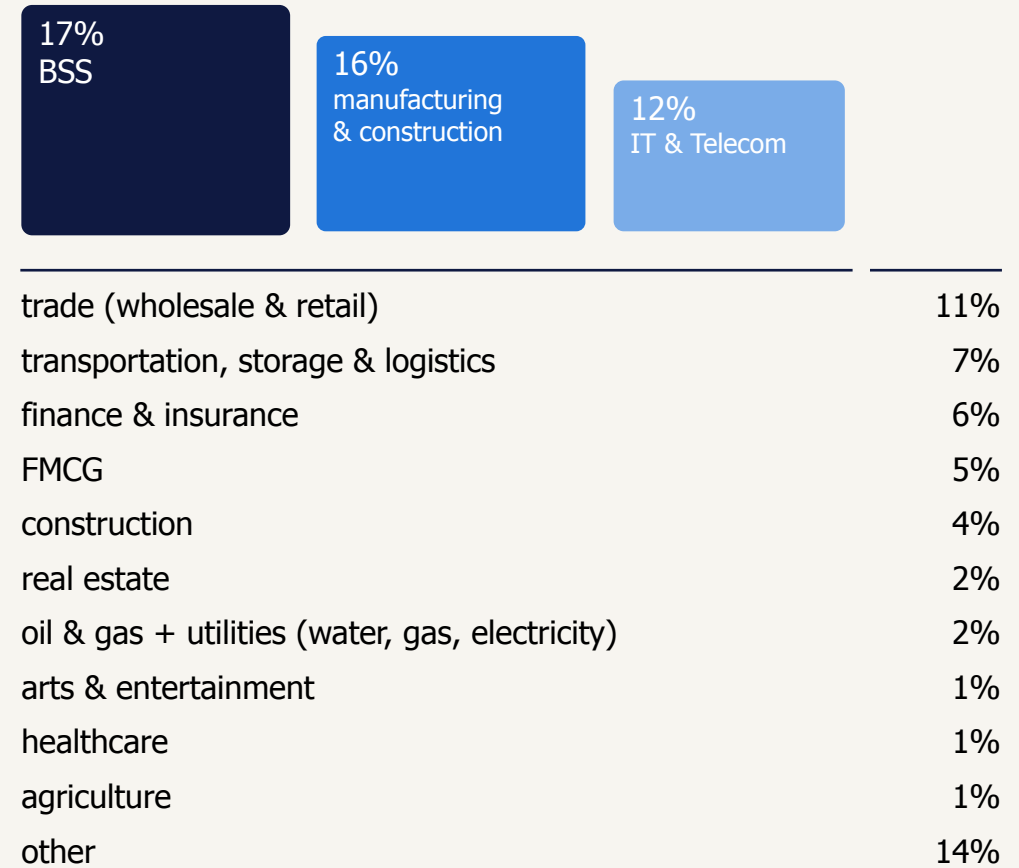 17%
BSS
16%
manufacturing
& construction
12%
IT & Telecom
trade (wholesale & retail) 11%
transportation, storage & logistics 7%
finance & insurance 6%
FMCG 5%
construction 4%
real estate 2%
oil & gas + utilities (water, gas, electricity) 2%
arts & entertainment 1%
healthcare 1%
agriculture 1%
other 14%